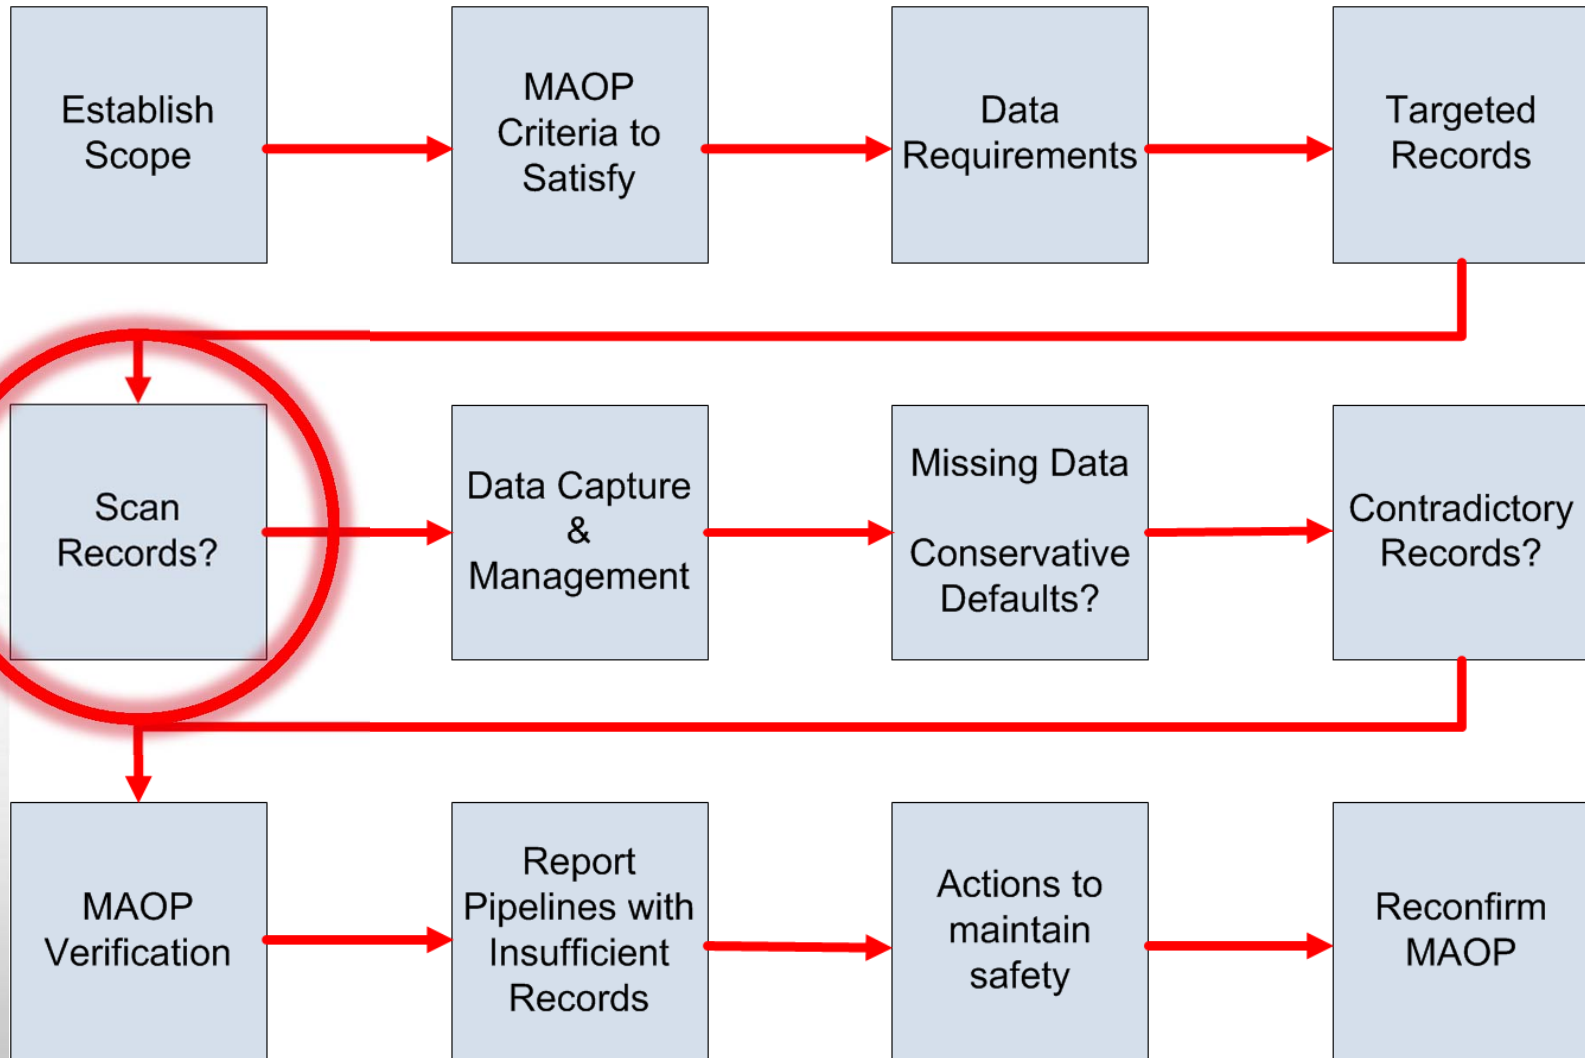 Establish
Scope
MAOP
Criteria to
Satisfy
Data
Requirements
Targeted
Records
Scan
Records?
Data Capture
&
Management
Missing Data
Conservative
Defaults?
Contradictory
Records?
MAOP
Verification
Report
Pipelines with
Insufficient
Records
Actions to
maintain
safety
Reconfirm
MAOP